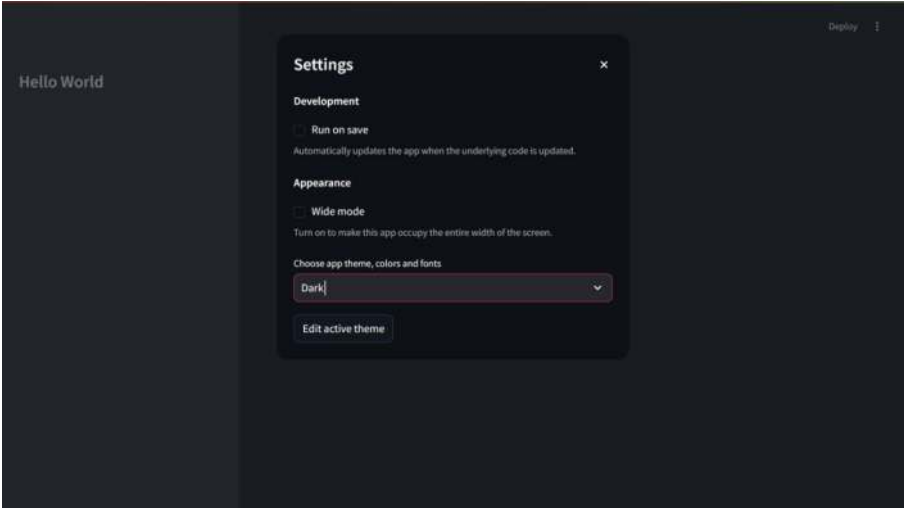 Deploy
Hello World
Settings
Development
Run on save
Automatically updates the app when the underlying code is updated.
Appearance
Wide mode
Turn on to make this app occupy the entire width of the screen.
Choose app theme, colors and fonts
Dark
Edit active theme